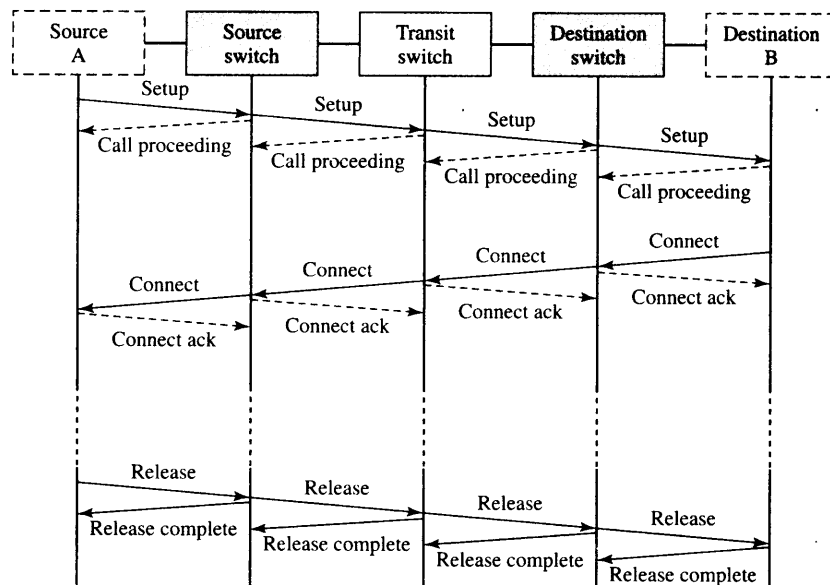 Source
A
Source
switch
Transit
switch
Destination
switch
Destination
B
Setup
Setup
Setup
Setup
Call proceeding
Call proceeding
Call proceeding
Call proceeding
Connect
Connect
Connect
Connect
Connect ack
Connect ack
Connect ack
Connect ack
Release
Release
Release
Release
Release complete
Release complete
Release complete
Release complete